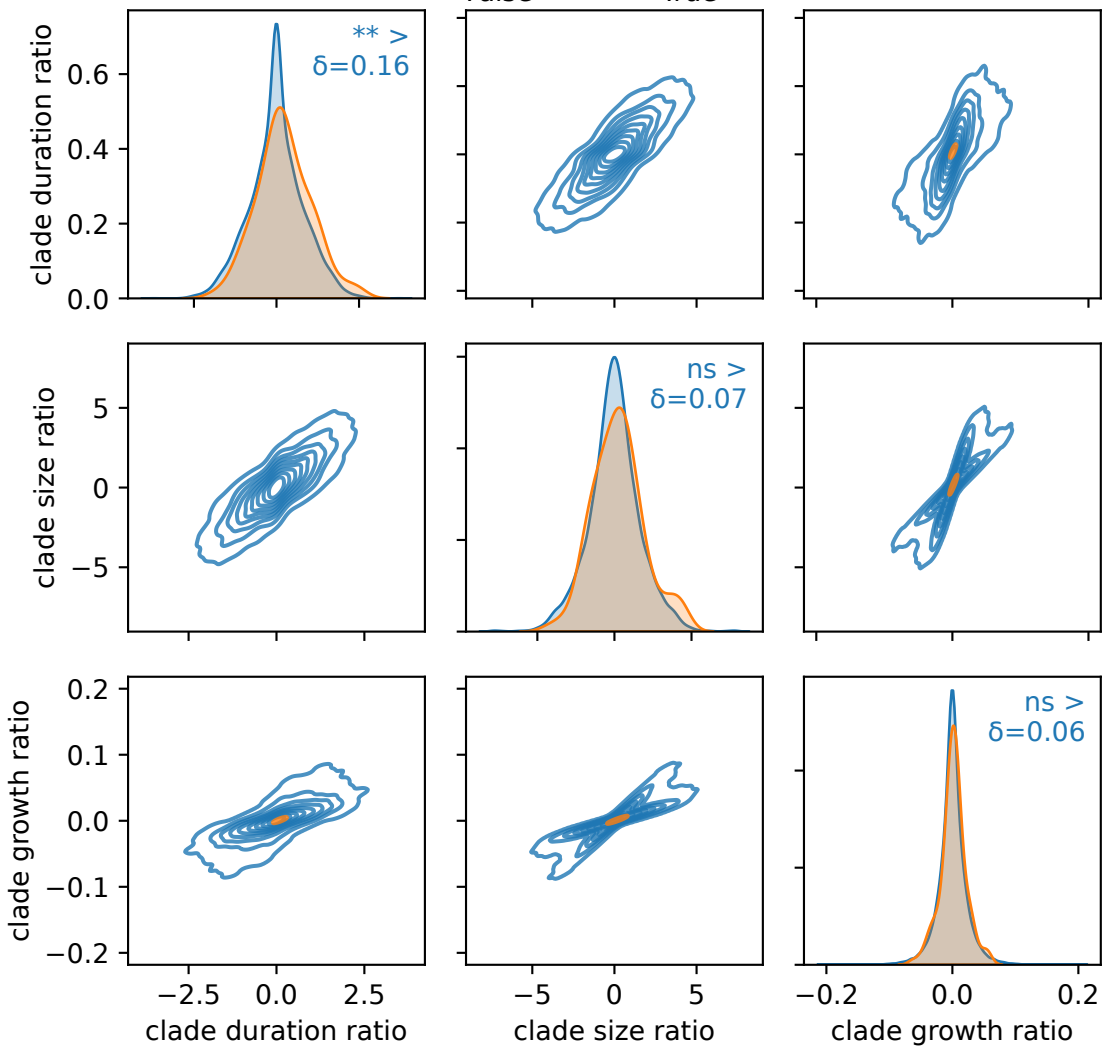 ** >
δ=0.16
clade duration ratio
0.6
0.4
0.2
0.0
ns >
δ=0.07
clade size ratio
5
0
−5
ns >
δ=0.06
clade growth ratio
0.2
0.1
0.0
−0.1
−0.2
−2.5 0.0 2.5
−5 0 5
−0.2 0.0 0.2
clade duration ratio
clade size ratio
clade growth ratio